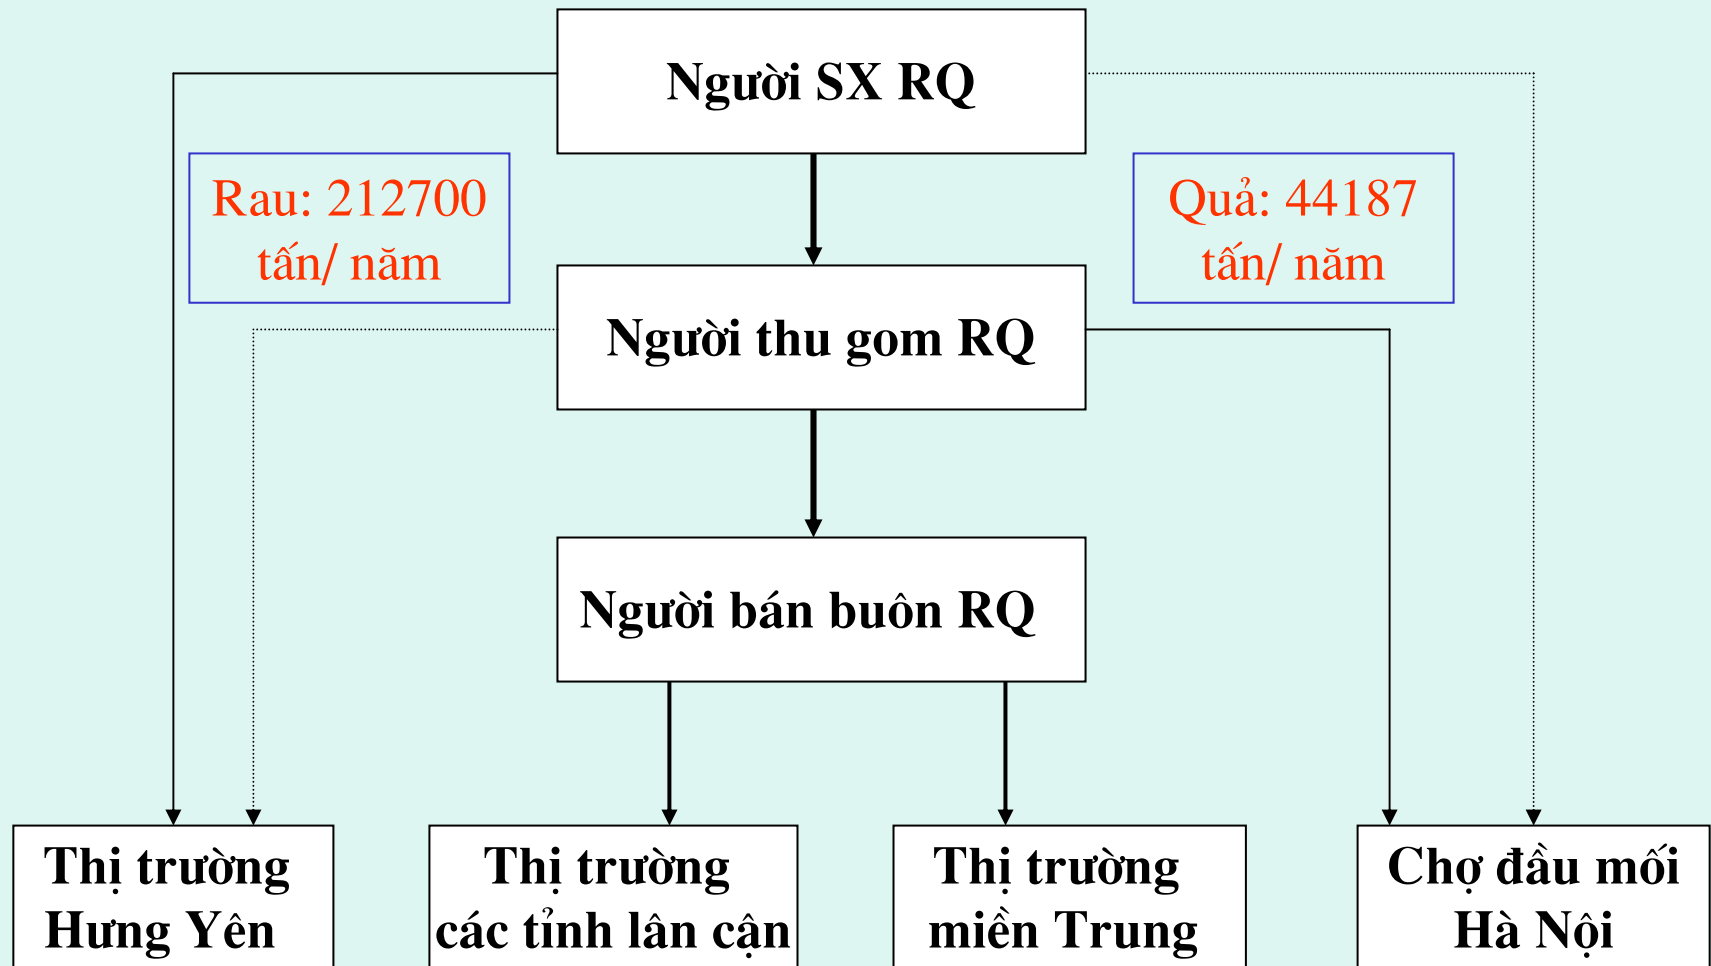 Người SX RQ
Rau: 212700
tấn/ năm
Quả: 44187
tấn/ năm
Người thu gom RQ
Người bán buôn RQ
Thị trường
Hưng Yên
Thị trường
các tỉnh lân cận
Thị trường
miền Trung
Chợ đầu mối
Hà Nội